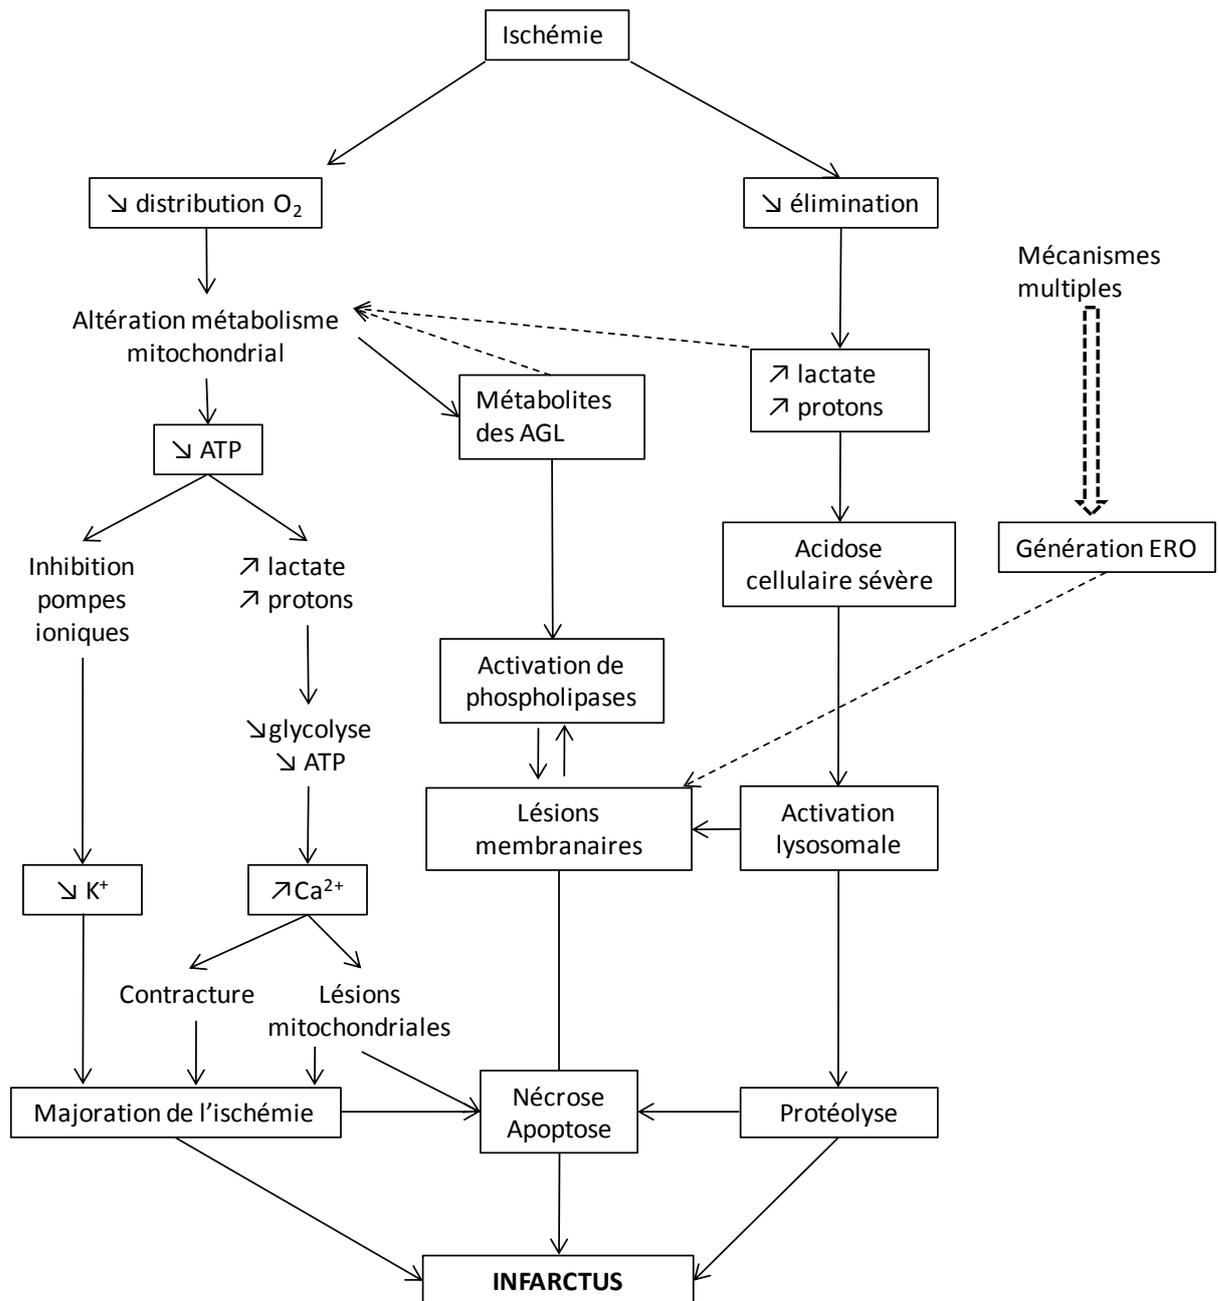 Ischémie
↘ distribution O₂
↘ élimination
Mécanismes
multiples
Altération métabolisme
mitochondrial
↗ lactate
↗ protons
Métabolites
des AGL
↘ ATP
Acidose
cellulaire sévère
Génération ERO
Inhibition
pompes
ioniques
↗ lactate
↗ protons
Activation de
phospholipases
↘glycolyse
↘ ATP
Lésions
membranaires
Activation
lysosomale
↘ K⁺
↗Ca²⁺
Contracture
Lésions
mitochondriales
Majoration de l'ischémie
Nécrose
Apoptose
Protéolyse
INFARCTUS